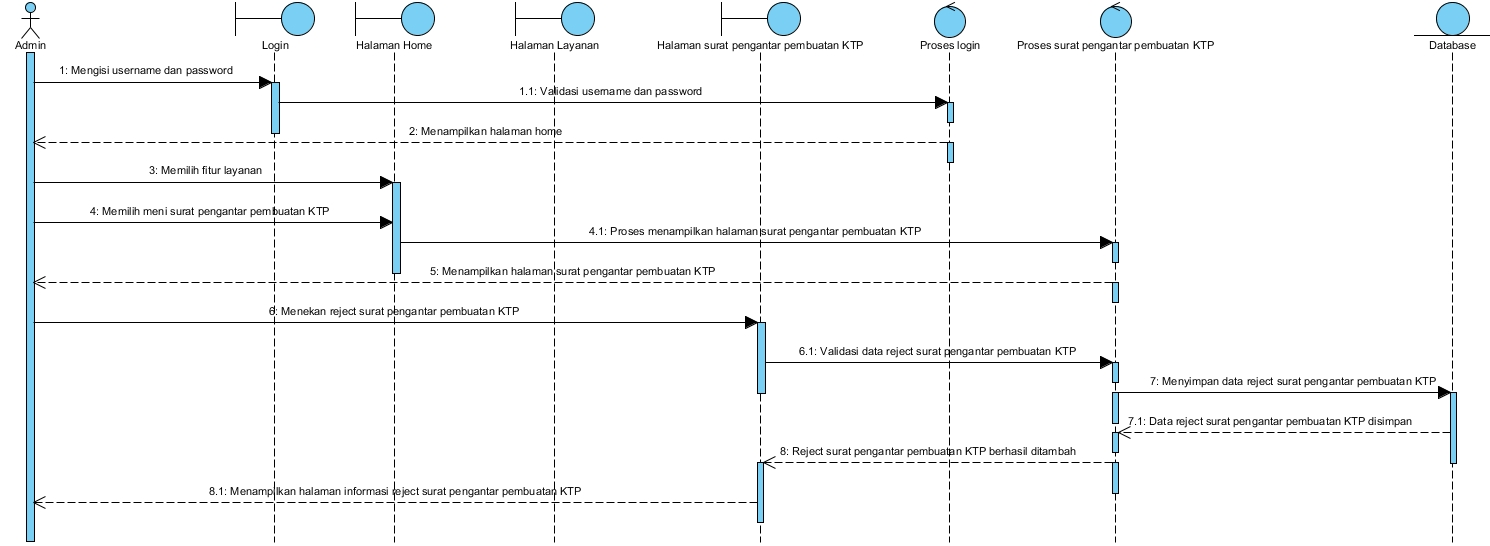 Admin
Login
Halaman Home
Halaman Layanan
Halaman surat pengantar pembuatan KTP
Proses login
Proses surat pengantar pembuatan KTP
Database
1: Mengisi username dan password
1.1: Validasi username dan password
2: Menampilkan halaman home
3: Memilih fitur layanan
4: Memilih meni surat pengantar pembuatan KTP
4.1: Proses menampilkan halaman surat pengantar pembuatan KTP
5: Menampilkan halaman surat pengantar pembuatan KTP
6: Menekan reject surat pengantar pembuatan KTP
6.1: Validasi data reject surat pengantar pembuatan KTP
7: Menyimpan data reject surat pengantar pembuatan KTP
7.1: Data reject surat pengantar pembuatan KTP disimpan
8: Reject surat pengantar pembuatan KTP berhasil ditambah
8.1: Menampilkan halaman informasi reject surat pengantar pembuatan KTP